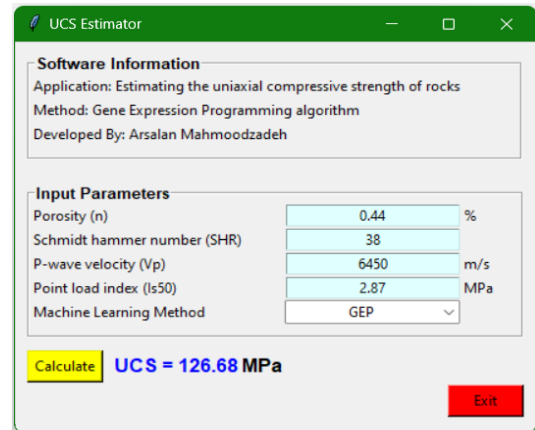 UCS Estimator
Software Information
Application: Estimating the uniaxial compressive strength of rocks
Method: Gene Expression Programming algorithm
Developed By: Arsalan Mahmoodzadeh
Input Parameters
Porosity (n) 0.44 %
Schmidt hammer number (SHR) 38
P-wave velocity (Vp) 6450 m/s
Point load index (Is50) 2.87 MPa
Machine Learning Method GEP
Calculate UCS = 126.68 MPa
Exit